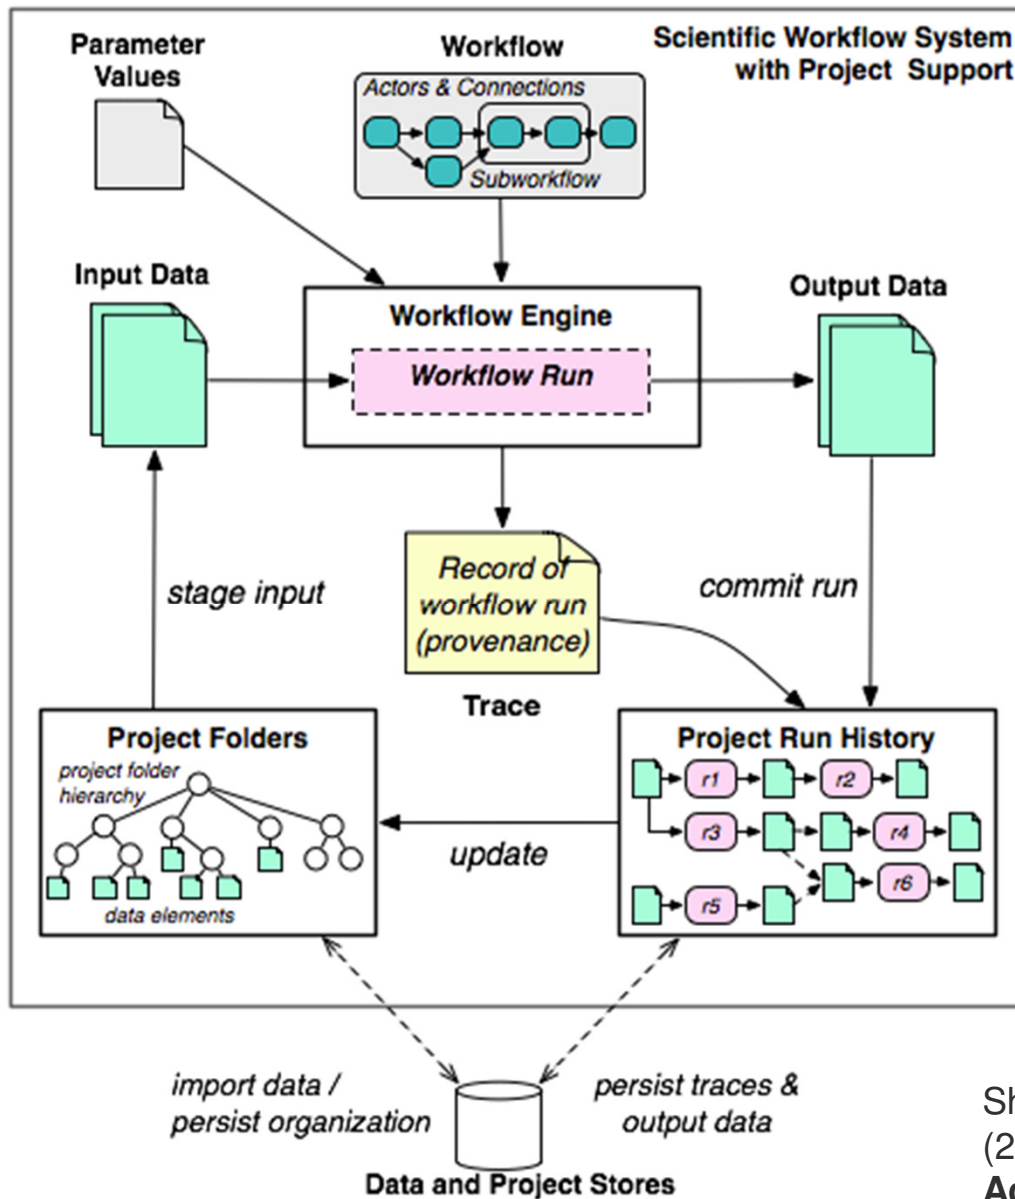 Scientific Workflow System
with Project Support
Parameter
Values
Workflow
Actors & Connections
Subworkflow
Input Data
Output Data
Workflow Engine
Workflow Run
stage input
Record of
workflow run
(provenance)
Trace
commit run
Project Folders
project folder
hierarchy
data elements
update
Project Run History
r1
r2
r3
r4
r5
r6
import data /
persist organization
persist traces &
output data
Data and Project Stores
Sh
(2